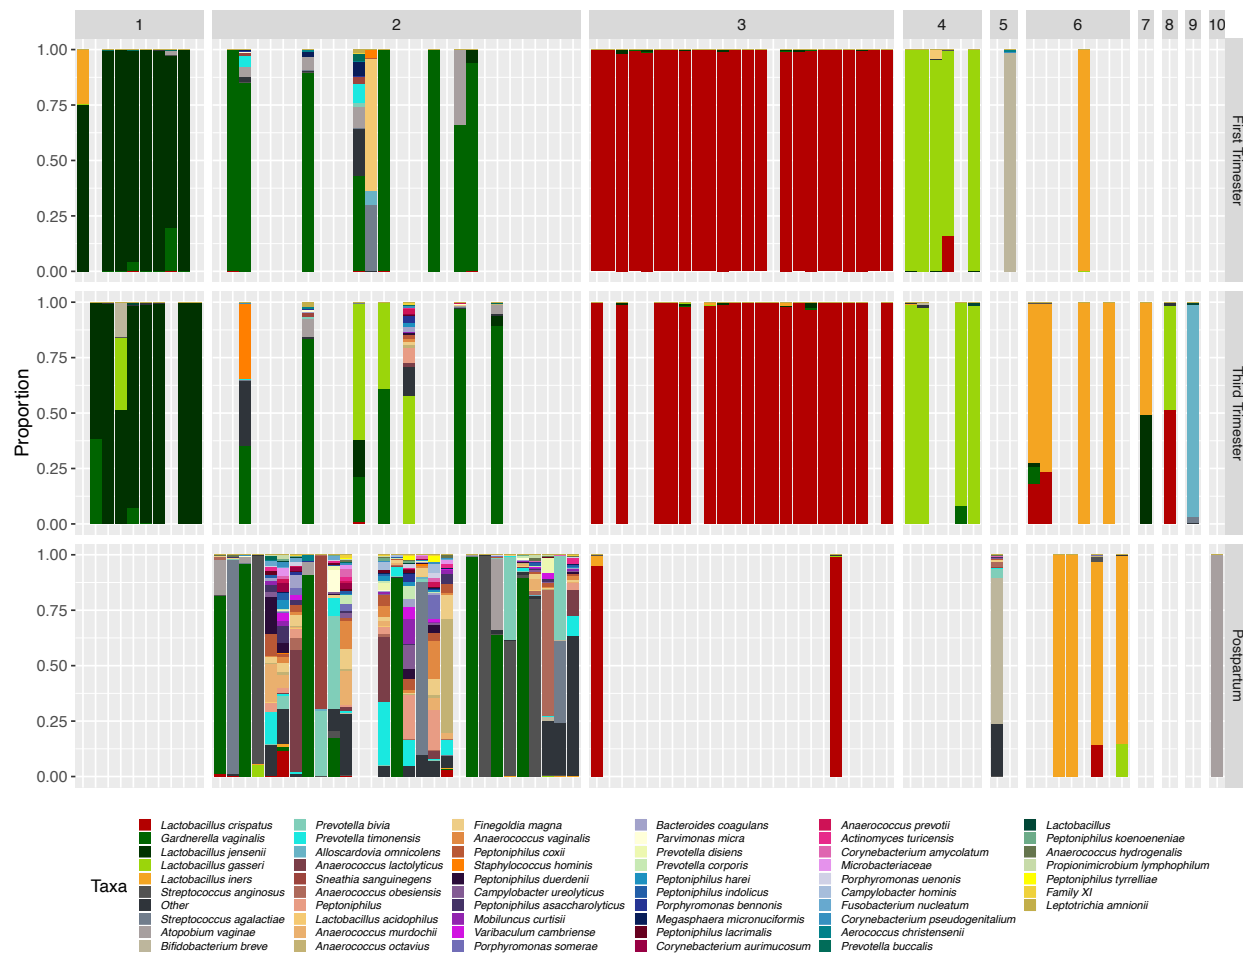 1 2 3 4 5 6 7 8 9 10
1.00
0.75
0.50
0.25
0.00
First Trimester
1.00
0.75
0.50
0.25
0.00
Third Trimester
Proportion
1.00
0.75
0.50
0.25
0.00
Postpartum
Taxa
Lactobacillus crispatus
Gardnerella vaginalis
Lactobacillus jensenii
Lactobacillus gasseri
Lactobacillus iners
Streptococcus anginosus
Other
Streptococcus agalactiae
Atopobium vaginae
Bifidobacterium breve
Prevotella bivia
Prevotella timonensis
Alloscardovia omnicolens
Anaerococcus lactolyticus
Sneathia sanguinegens
Anaerococcus obesiensis
Peptoniphilus
Lactobacillus acidophilus
Anaerococcus murdochii
Anaerococcus octavius
Finegoldia magna
Anaerococcus vaginalis
Peptoniphilus coxii
Staphylococcus hominis
Peptoniphilus duerdenii
Campylobacter ureolyticus
Peptoniphilus asaccharolyticus
Mobiluncus curtisii
Varibaculum cambriense
Porphyromonas somerae
Bacteroides coagulans
Parvimonas micra
Prevotella disiens
Prevotella corporis
Peptoniphilus harei
Peptoniphilus indolicus
Porphyromonas bennonis
Megasphaera micronuciformis
Peptoniphilus lacrimalis
Corynebacterium aurimucosum
Anaerococcus prevotii
Actinomyces turicensis
Corynebacterium amycolatum
Microbacteriaceae
Porphyromonas uenonis
Campylobacter hominis
Fusobacterium nucleatum
Corynebacterium pseudogenitalium
Aerococcus christensenii
Prevotella buccalis
Lactobacillus
Peptoniphilus koenoeneniae
Anaerococcus hydrogenalis
Propionimicrobium lymphophilum
Peptoniphilus tyrrelliae
Family XI
Leptotrichia amnionii